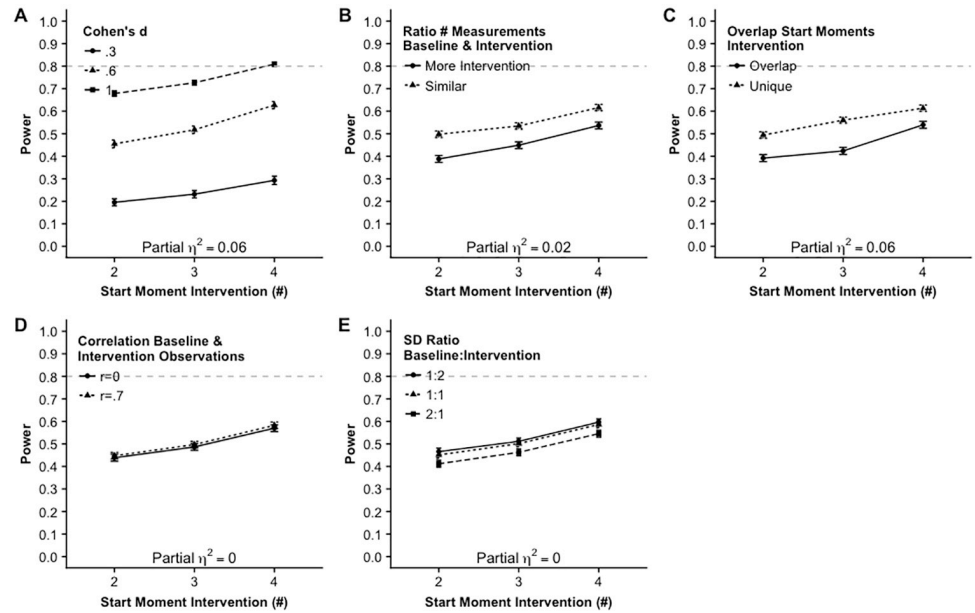 A
Cohen's d
.3
.6
1
1.0
0.9
0.8
0.7
0.6
0.5
0.4
0.3
0.2
0.1
0.0
Power
Partial η² = 0.06
2 3 4
Start Moment Intervention (#)
B
Ratio # Measurements
Baseline & Intervention
More Intervention
Similar
1.0
0.9
0.8
0.7
0.6
0.5
0.4
0.3
0.2
0.1
0.0
Power
Partial η² = 0.02
2 3 4
Start Moment Intervention (#)
C
Overlap Start Moments
Intervention
Overlap
Unique
1.0
0.9
0.8
0.7
0.6
0.5
0.4
0.3
0.2
0.1
0.0
Power
Partial η² = 0.06
2 3 4
Start Moment Intervention (#)
D
Correlation Baseline &
Intervention Observations
r=0
r=.7
1.0
0.9
0.8
0.7
0.6
0.5
0.4
0.3
0.2
0.1
0.0
Power
Partial η² = 0
2 3 4
Start Moment Intervention (#)
E
SD Ratio
Baseline:Intervention
1:2
1:1
2:1
1.0
0.9
0.8
0.7
0.6
0.5
0.4
0.3
0.2
0.1
0.0
Power
Partial η² = 0
2 3 4
Start Moment Intervention (#)